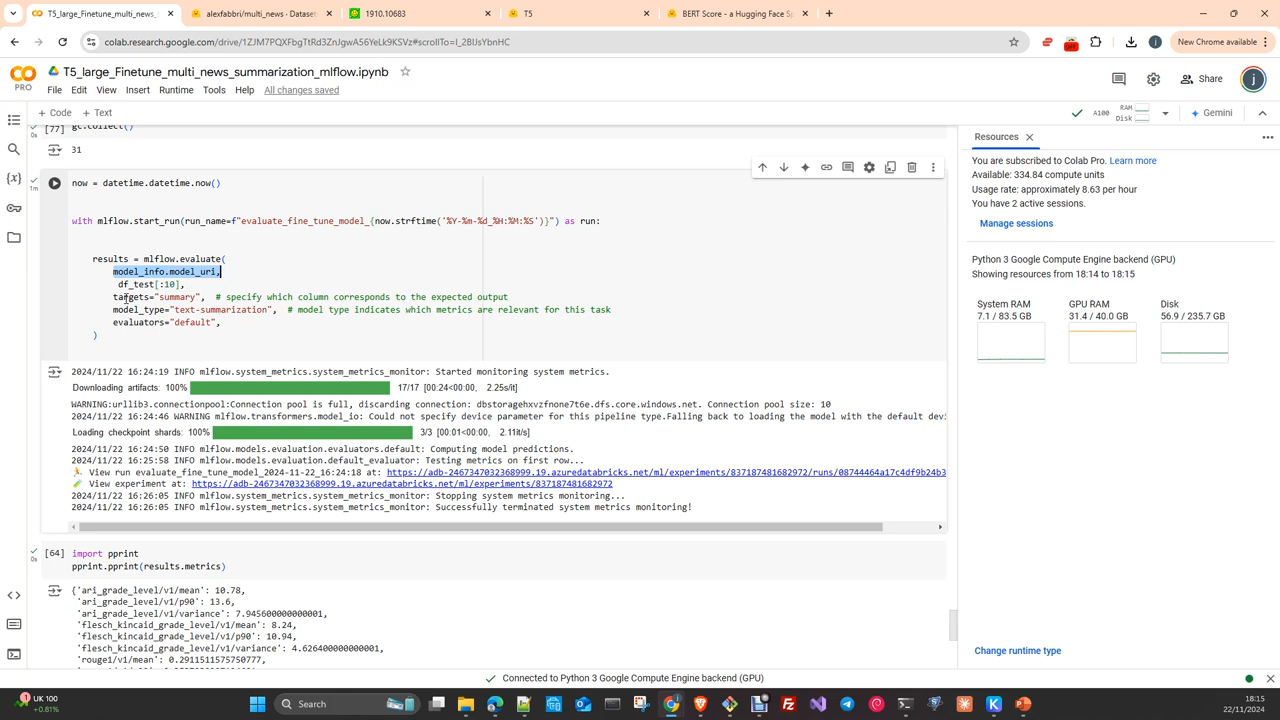 T5_large_Finetune_multi_news_s
alexfabbri/multi_news · Dataset
1910.10683
T5
BERT Score - a Hugging Face Sp
colab.research.google.com/drive/1ZJM7PQXFbgTtRd3ZnJgwA56YeLk9KSVz#scrollTo=I_2BIJsYbnHC
OFF
New Chrome available
PRO
T5_large_Finetune_multi_news_summarization_mlflow.ipynb
File Edit View Insert Runtime Tools Help All changes saved
Share
+ Code + Text
A100 RAM Disk
Gemini
[77] gc.collect()
0s
31
1m
now = datetime.datetime.now()
with mlflow.start_run(run_name=f"evaluate_fine_tune_model_{now.strftime('%Y-%m-%d_%H:%M:%S')}") as run:
results = mlflow.evaluate(
model_info.model_uri,
df_test[:10],
targets="summary", # specify which column corresponds to the expected output
model_type="text-summarization", # model type indicates which metrics are relevant for this task
evaluators="default",
)
2024/11/22 16:24:19 INFO mlflow.system_metrics.system_metrics_monitor: Started monitoring system metrics.
Downloading artifacts: 100% 17/17 [00:24<00:00, 2.25s/it]
WARNING:urllib3.connectionpool:Connection pool is full, discarding connection: dbstoragehxvzfnone7t6e.dfs.core.windows.net. Connection pool size: 10
2024/11/22 16:24:46 WARNING mlflow.transformers.model_io: Could not specify device parameter for this pipeline type.Falling back to loading the model with the default devi
Loading checkpoint shards: 100% 3/3 [00:01<00:00, 2.11it/s]
2024/11/22 16:24:50 INFO mlflow.models.evaluation.evaluators.default: Computing model predictions.
2024/11/22 16:25:58 INFO mlflow.models.evaluation.default_evaluator: Testing metrics on first row...
View run evaluate_fine_tune_model_2024-11-22_16:24:18 at: https://adb-2467347032368999.19.azuredatabricks.net/ml/experiments/837187481682972/runs/08744464a17c4df9b24b3
View experiment at: https://adb-2467347032368999.19.azuredatabricks.net/ml/experiments/837187481682972
2024/11/22 16:26:05 INFO mlflow.system_metrics.system_metrics_monitor: Stopping system metrics monitoring...
2024/11/22 16:26:05 INFO mlflow.system_metrics.system_metrics_monitor: Successfully terminated system metrics monitoring!
[64] import pprint
0s
pprint.pprint(results.metrics)
{'ari_grade_level/v1/mean': 10.78,
'ari_grade_level/v1/p90': 13.6,
'ari_grade_level/v1/variance': 7.945600000000001,
'flesch_kincaid_grade_level/v1/mean': 8.24,
'flesch_kincaid_grade_level/v1/p90': 10.94,
'flesch_kincaid_grade_level/v1/variance': 4.626400000000001,
'rouge1/v1/mean': 0.2911511575750777,
Resources
You are subscribed to Colab Pro. Learn more
Available: 334.84 compute units
Usage rate: approximately 8.63 per hour
You have 2 active sessions.
Manage sessions
Python 3 Google Compute Engine backend (GPU)
Showing resources from 18:14 to 18:15
System RAM
7.1 / 83.5 GB
GPU RAM
31.4 / 40.0 GB
Disk
56.9 / 235.7 GB
Change runtime type
Connected to Python 3 Google Compute Engine backend (GPU)
UK 100
+0.81%
Search
18:15
22/11/2024